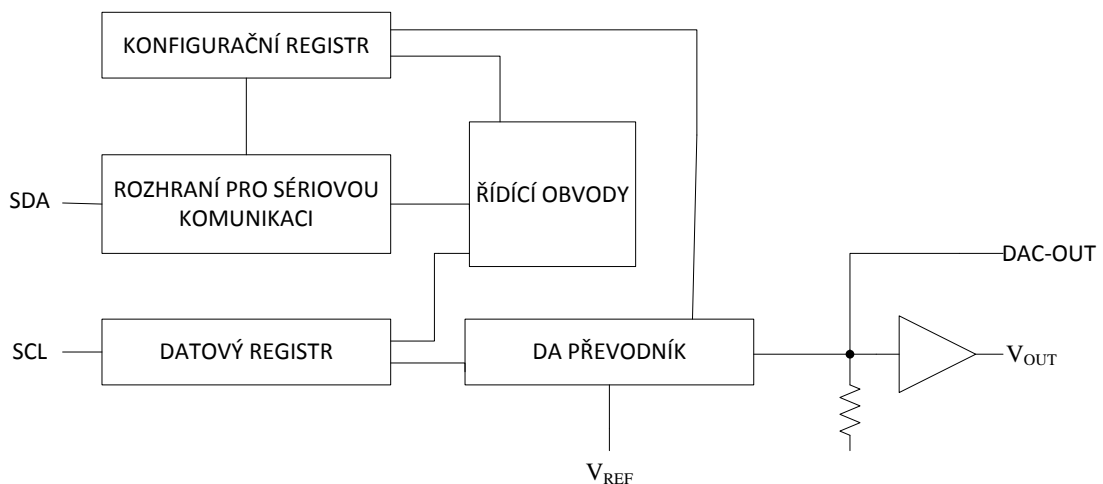 KONFIGURAČNÍ REGISTR
SDA
ROZHRANÍ PRO SÉRIOVOU
KOMUNIKACI
ŘÍDÍCÍ OBVODY
DAC-OUT
SCL
DATOVÝ REGISTR
DA PŘEVODNÍK
VOUT
VREF